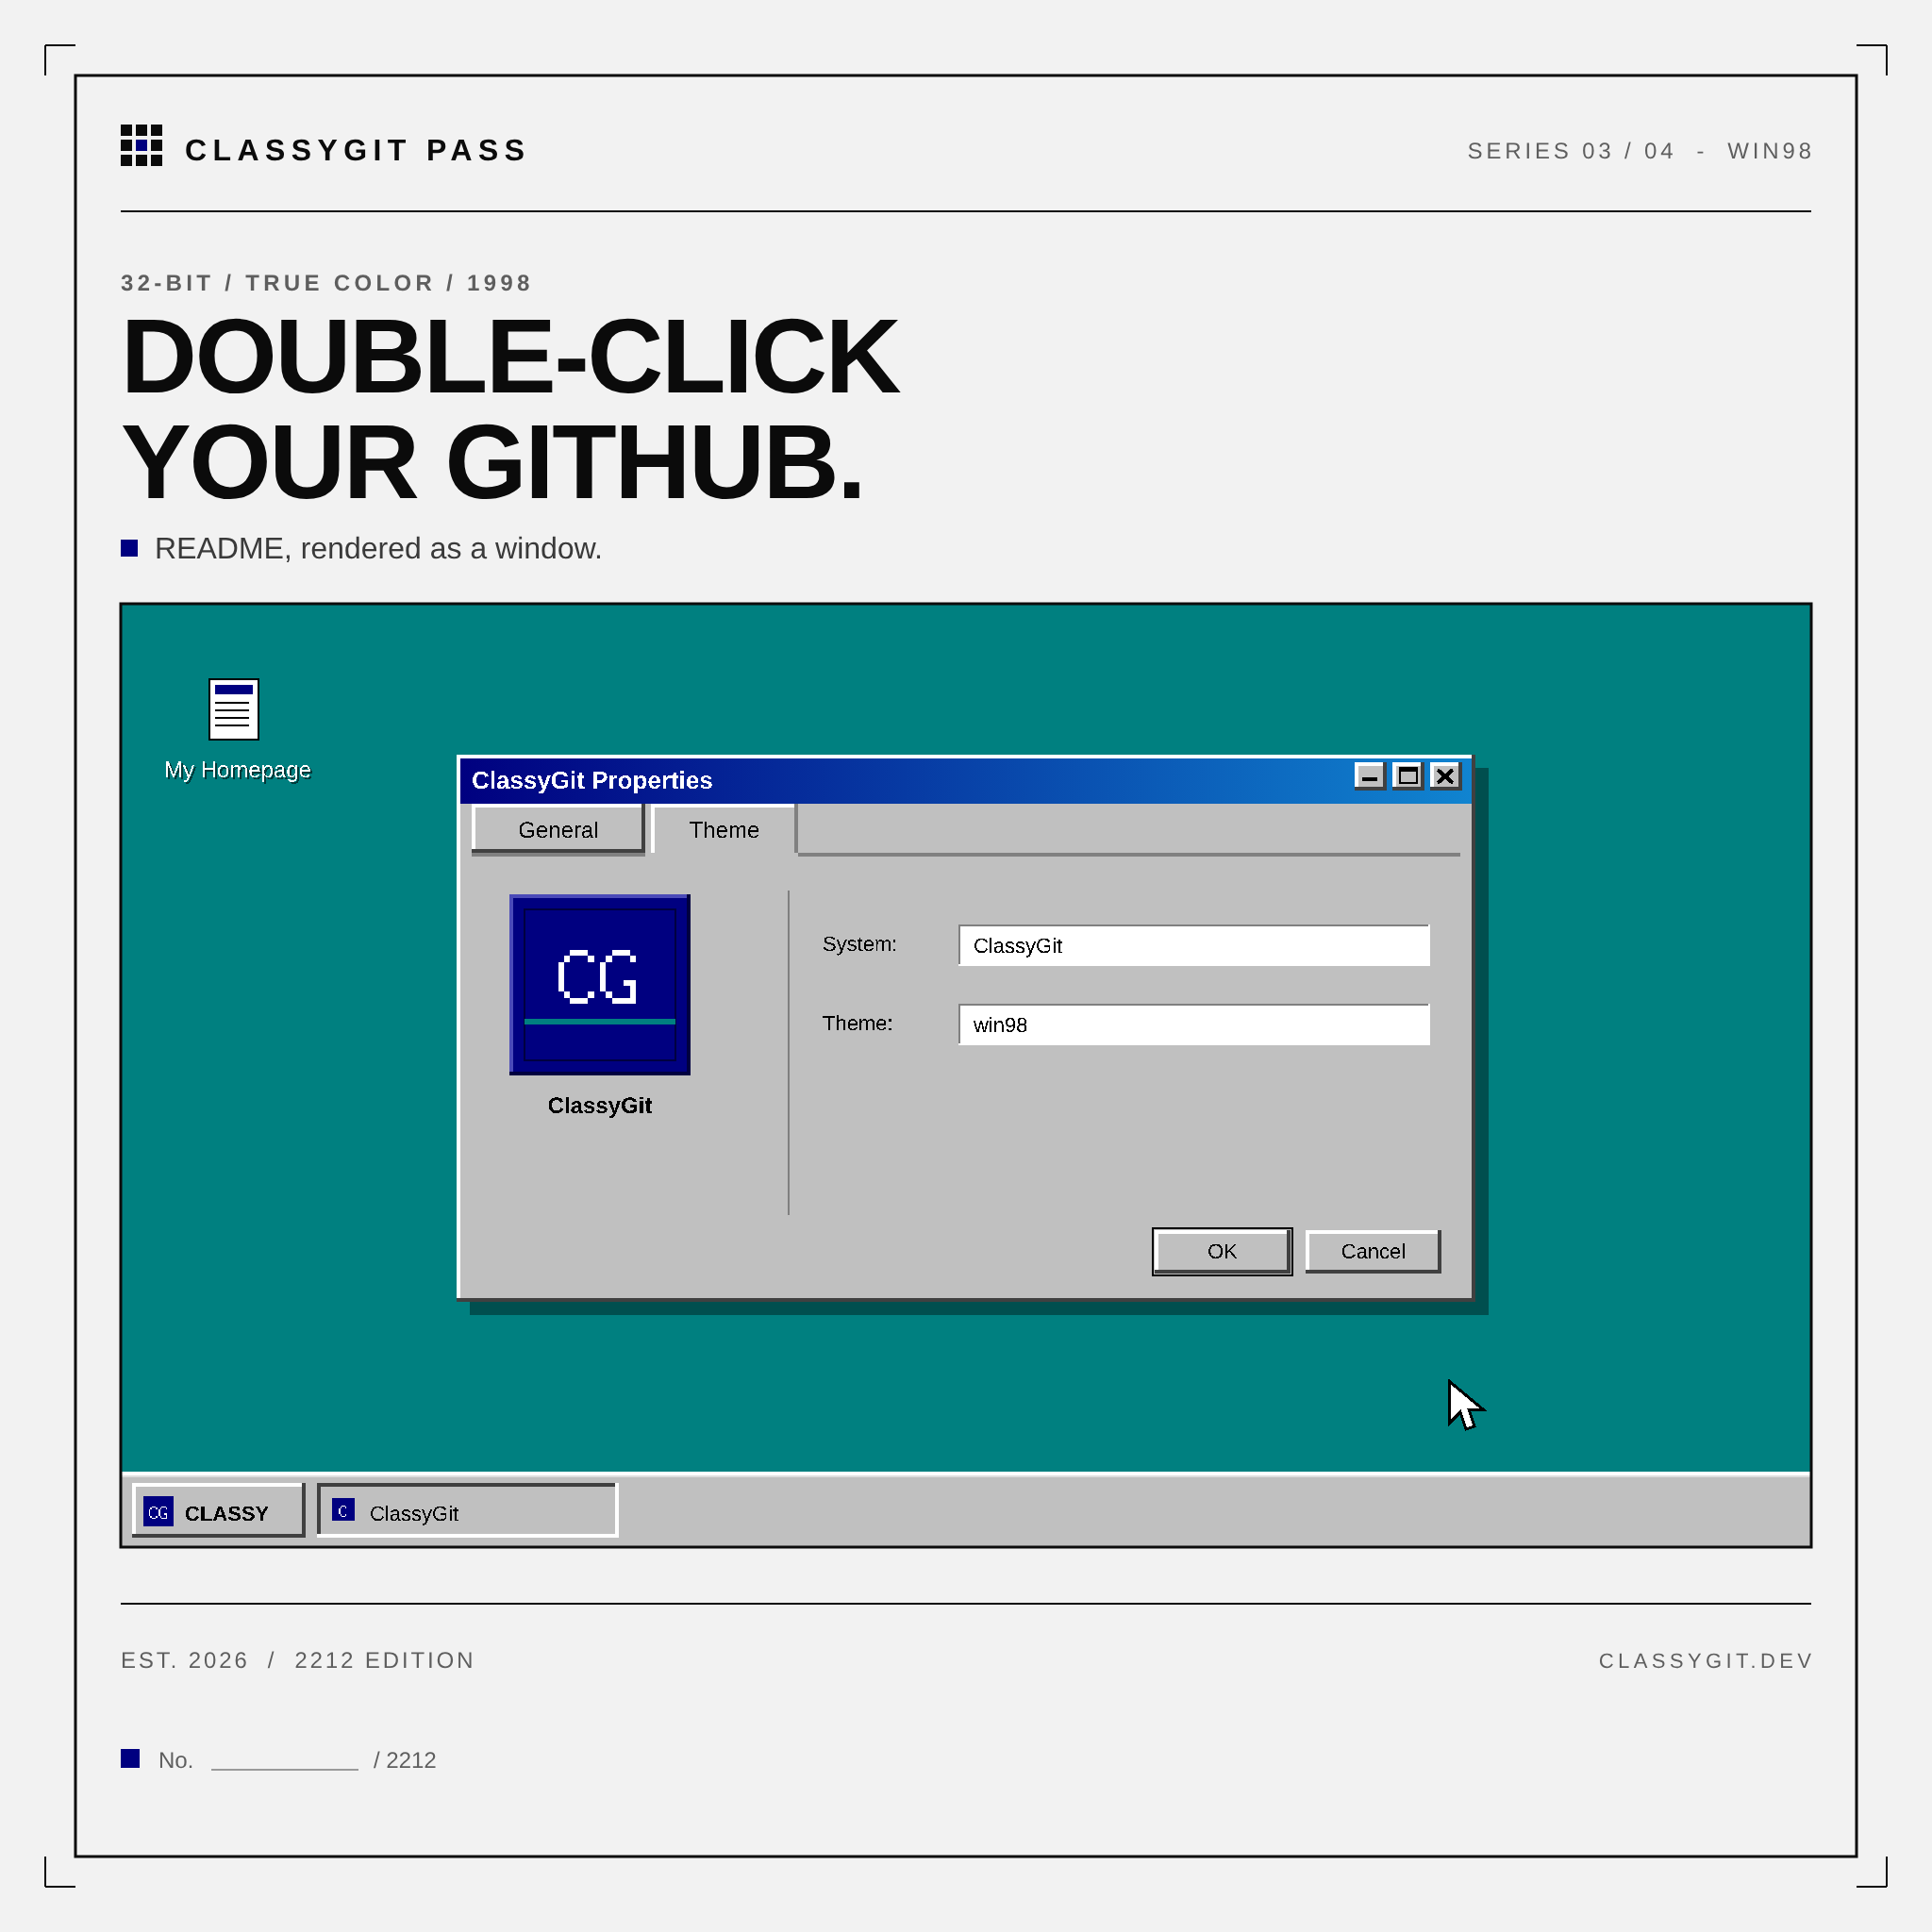 CLASSYGIT PASS
SERIES 03 / 04 - WIN98
32-BIT / TRUE COLOR / 1998
DOUBLE-CLICK
YOUR GITHUB.
README, rendered as a window.
My Homepage
ClassyGit Properties
General
Theme
CG
ClassyGit
System:
ClassyGit
Theme:
win98
OK
Cancel
CG CLASSY
C ClassyGit
EST. 2026 / 2212 EDITION
CLASSYGIT.DEV
No. / 2212